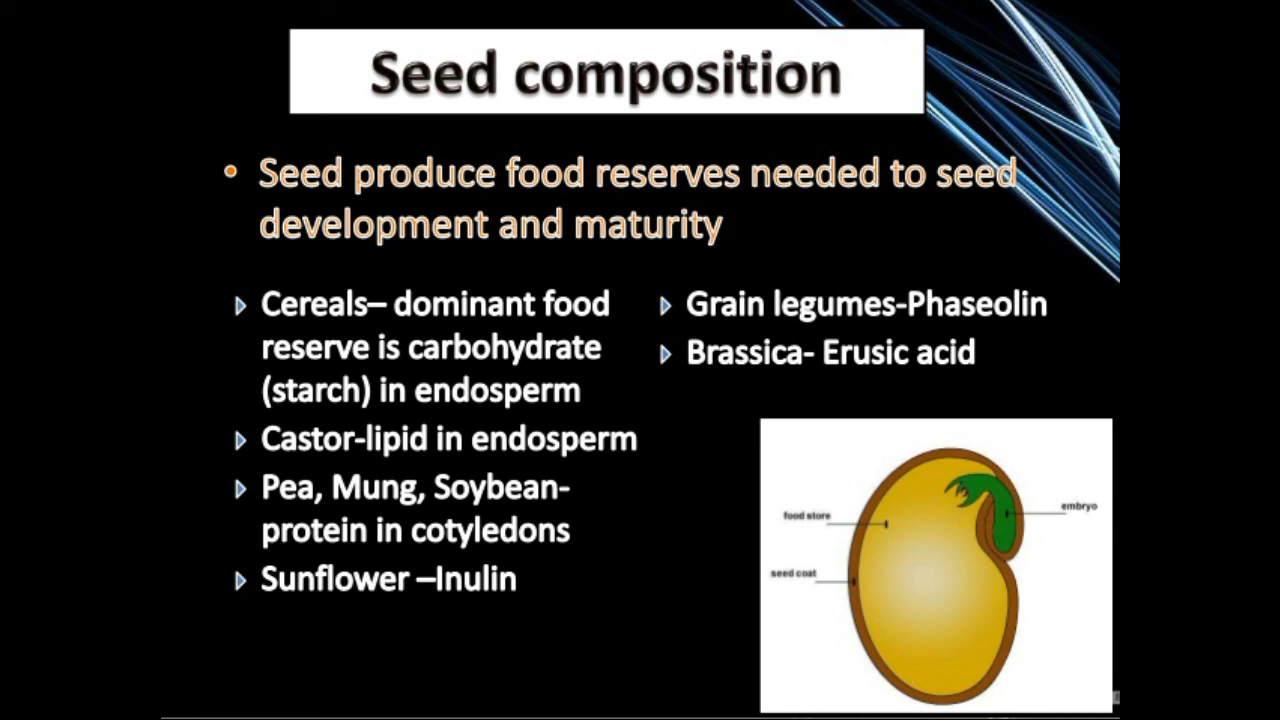 Seed composition
• Seed produce food reserves needed to seed
development and maturity
Cereals– dominant food
reserve is carbohydrate
(starch) in endosperm
Castor-lipid in endosperm
Pea, Mung, Soybean-
protein in cotyledons
Sunflower –Inulin
Grain legumes-Phaseolin
Brassica- Erusic acid
food store
embryo
seed coat